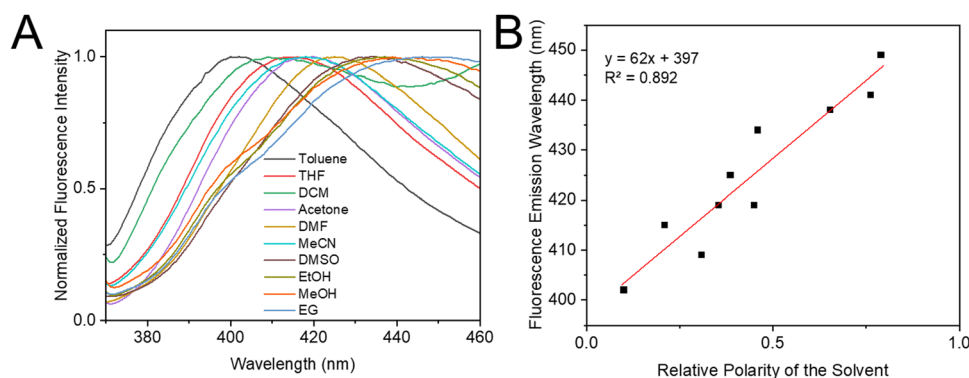 A
Normalized Fluorescence Intensity
1.0
0.5
0.0
Toluene
THF
DCM
Acetone
DMF
MeCN
DMSO
EtOH
MeOH
EG
380 400 420 440 460
Wavelength (nm)
B
Fluorescence Emission Wavelength (nm)
y = 62x + 397
R² = 0.892
450
440
430
420
410
400
0.0 0.5 1.0
Relative Polarity of the Solvent